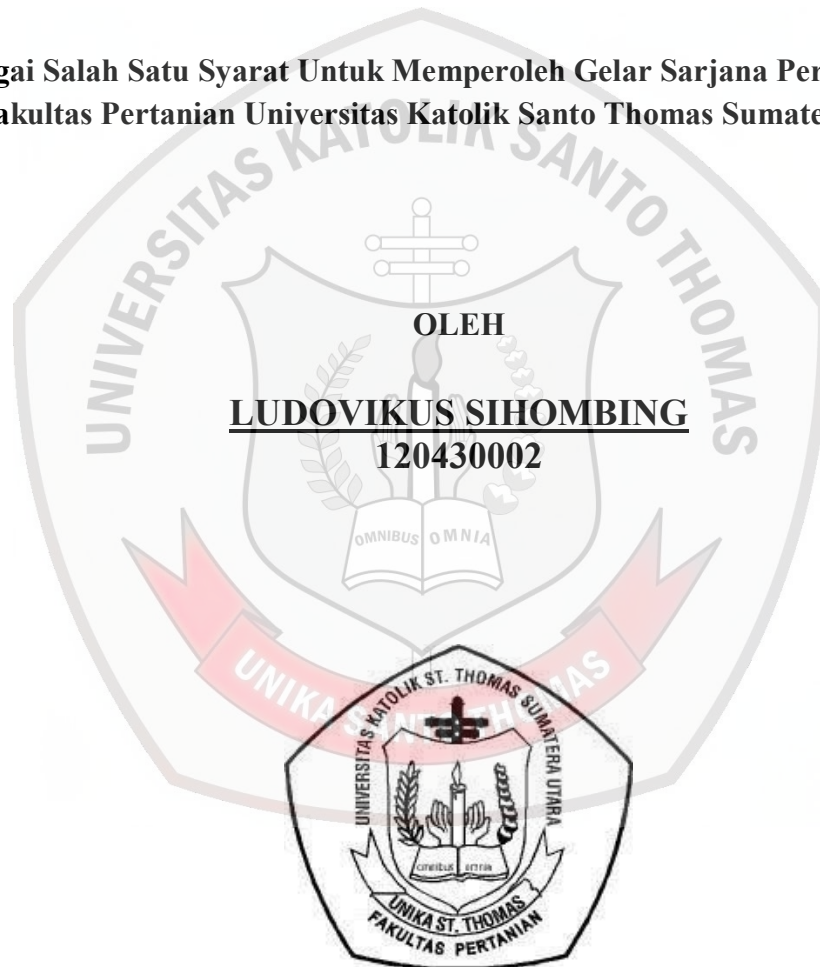 gai Salah Satu Syarat Untuk Memperoleh Gelar Sarjana Per
akultas Pertanian Universitas Katolik Santo Thomas Sumate
UNIVERSITAS KATOLIK SANTO THOMAS
OLEH
LUDOVIKUS SIHOMBING
120430002
OMNIBUS OMNIA
UNIKA SANTO THOMAS
UNIVERSITAS KATOLIK ST. THOMAS SUMATERA UTARA
omnibus omnia
UNIKA ST. THOMAS
FAKULTAS PERTANIAN